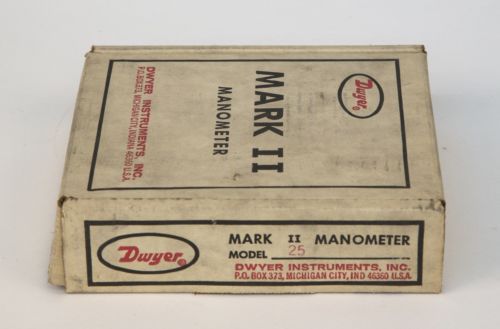 Dwyer®
MARK II
MANOMETER
DWYER INSTRUMENTS, INC.
P.O. BOX 373, MICHIGAN CITY, INDIANA 46360 U.S.A.
Dwyer®
MARK II MANOMETER
MODEL 25
DWYER INSTRUMENTS, INC.
P.O. BOX 373, MICHIGAN CITY, IND 46360 U.S.A.